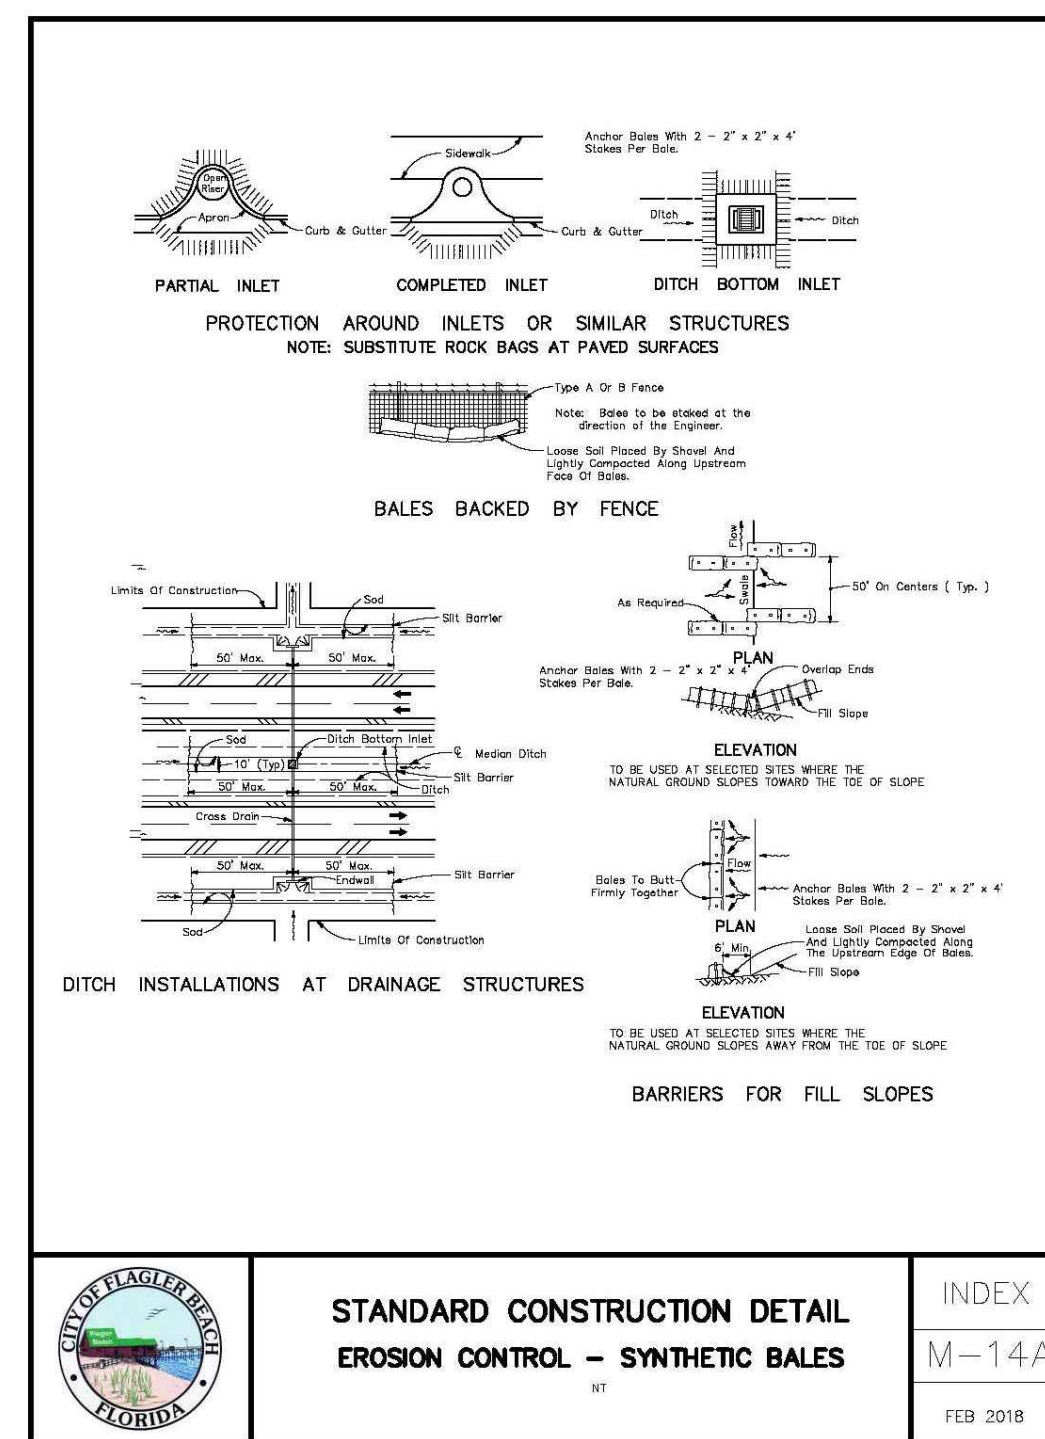 Anchor Bales With 2 - 2" x 2" x 4'
Stakes Per Bale.
Sidewalk
Open
Riser
Apron
Curb & Gutter
Curb & Gutter
Ditch
Ditch
PARTIAL INLET
COMPLETED INLET
DITCH BOTTOM INLET
PROTECTION AROUND INLETS OR SIMILAR STRUCTURES
NOTE: SUBSTITUTE ROCK BAGS AT PAVED SURFACES
Type A Or B Fence
Note: Bales to be staked at the
direction of the Engineer.
Loose Soil Placed By Shovel And
Lightly Compacted Along Upstream
Face Of Bales.
BALES BACKED BY FENCE
Limits Of Construction
Sod
Silt Barrier
50' Max.
50' Max.
Sod
Ditch Bottom Inlet
℄ Median Ditch
10' (Typ)
Silt Barrier
50' Max.
50' Max.
Ditch
Cross Drain
50' Max.
50' Max.
Silt Barrier
Endwall
Sod
Limits Of Construction
DITCH INSTALLATIONS AT DRAINAGE STRUCTURES
Flow
Swale
50' On Centers ( Typ. )
As Required
PLAN
Anchor Bales With 2 - 2" x 2" x 4'
Stakes Per Bale.
Overlap Ends
Fill Slope
ELEVATION
TO BE USED AT SELECTED SITES WHERE THE
NATURAL GROUND SLOPES TOWARD THE TOE OF SLOPE
Flow
Bales To Butt
Firmly Together
Anchor Bales With 2 - 2" x 2" x 4'
Stakes Per Bale.
PLAN
6' Min.
Loose Soil Placed By Shovel
And Lightly Compacted Along
The Upstream Edge Of Bales.
Fill Slope
ELEVATION
TO BE USED AT SELECTED SITES WHERE THE
NATURAL GROUND SLOPES AWAY FROM THE TOE OF SLOPE
BARRIERS FOR FILL SLOPES
CITY OF FLAGLER BEACH
Flagler
Beach
FLORIDA
STANDARD CONSTRUCTION DETAIL
EROSION CONTROL - SYNTHETIC BALES
NT
INDEX
M-14A
FEB 2018